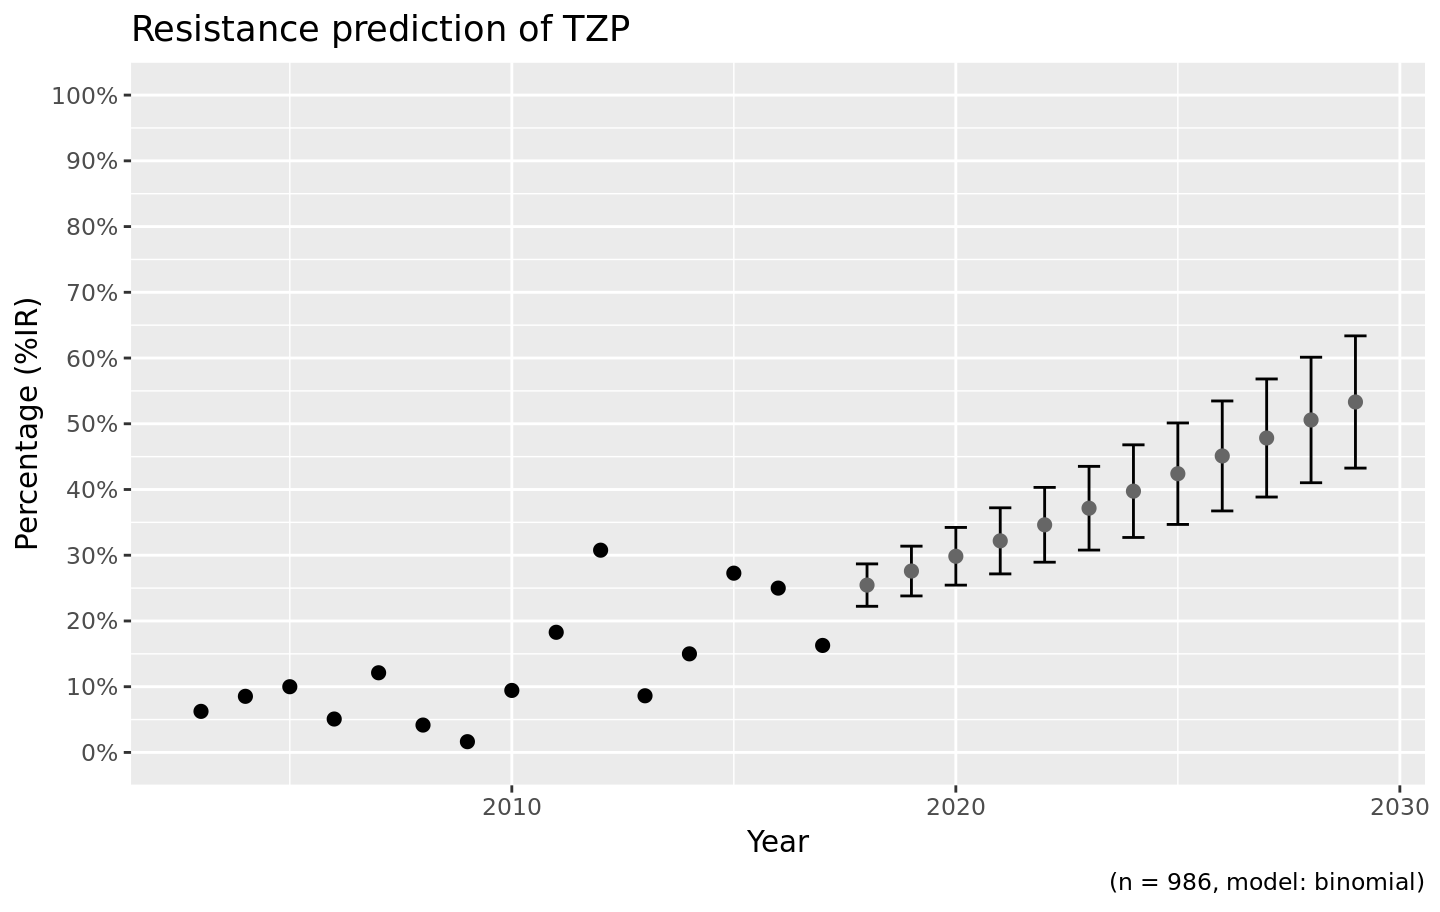 Resistance prediction of TZP
100%
90%
80%
70%
60%
50%
40%
30%
20%
10%
0%
Percentage (%IR)
2010 2020 2030
Year
(n = 986, model: binomial)